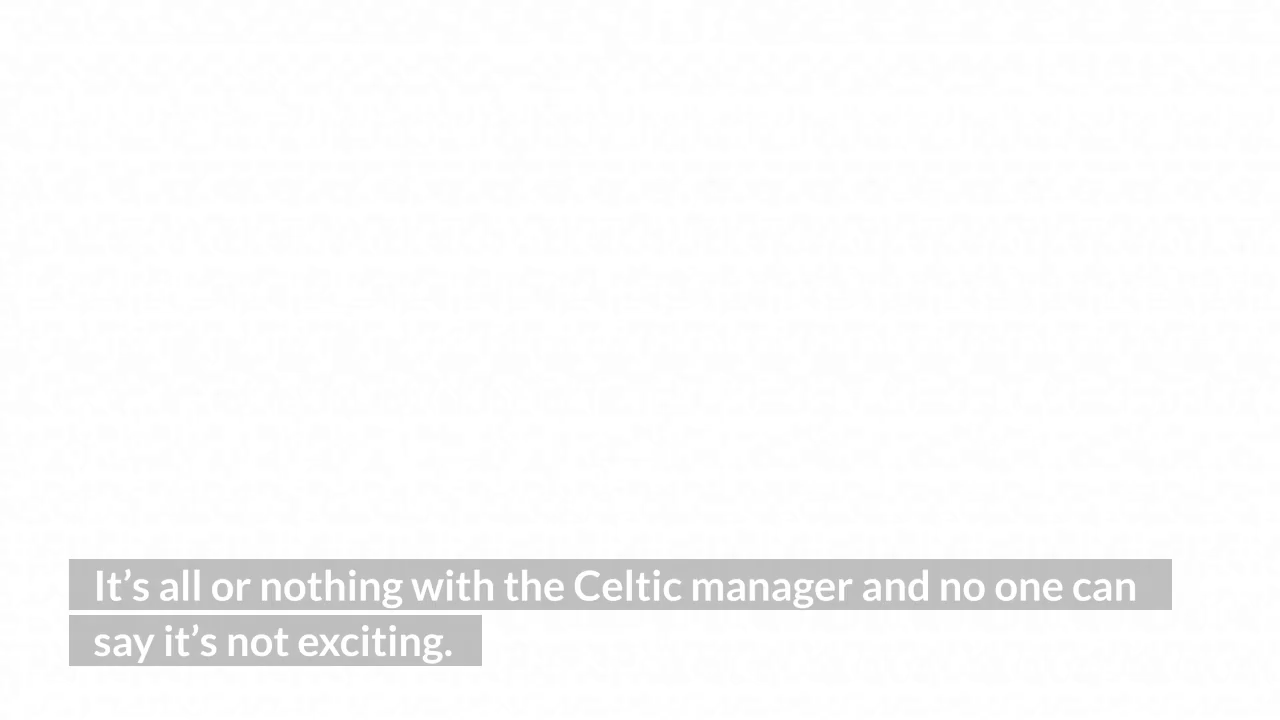 It’s all or nothing with the Celtic manager and no one can
say it’s not exciting.